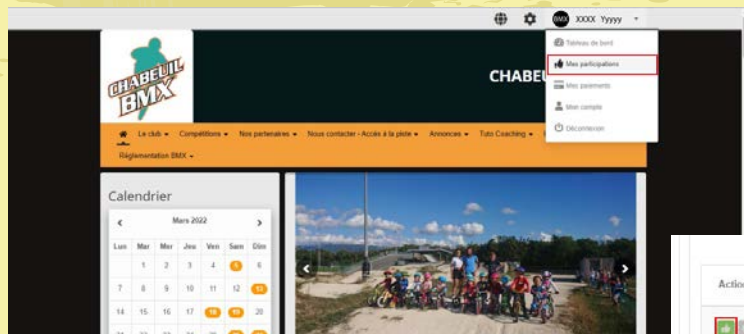 BMX XXXX Yyyyy
Tableau de bord
Mes participations
Mes paiements
Mon compte
Déconnexion
CHABEUIL
BMX
CHABEU
Le club Compétitions Nos partenaires Nous contacter - Accès à la piste Annonces Tuto Coaching
Réglementation BMX
Calendrier
Mars 2022
Lun Mar Mer Jeu Ven Sam Dim
1 2 3 4 5 6
7 8 9 10 11 12 13
14 15 16 17 18 19 20
Action